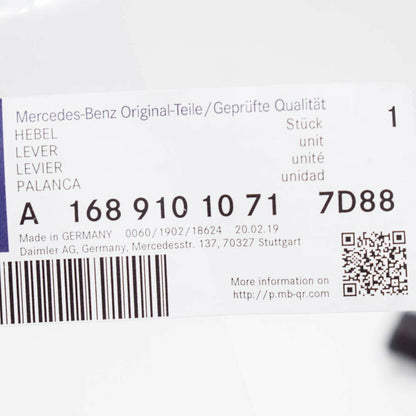 Mercedes-Benz Original-Teile/Geprüfte Qualität
HEBEL Stück 1
LEVER unit
LEVIER unité
PALANCA unidad
A 168 910 10 71 7D88
Made in GERMANY 0060/1902/18624 20.02.19
Daimler AG, Germany, Mercedesstr. 137, 70327 Stuttgart
More information on
http://p.mb-qr.com